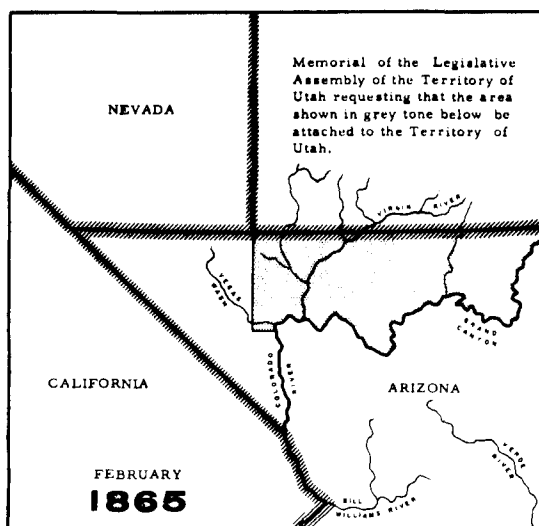 Memorial of the Legislative
Assembly of the Territory of
Utah requesting that the area
shown in grey tone below be
attached to the Territory of
Utah.
NEVADA
VIRGIN RIVER
VEGAS
WASH
GRAND
CANYON
COLORADO
RIVER
CALIFORNIA
ARIZONA
VERDE
RIVER
FEBRUARY
1865
BILL
WILLIAMS RIVER